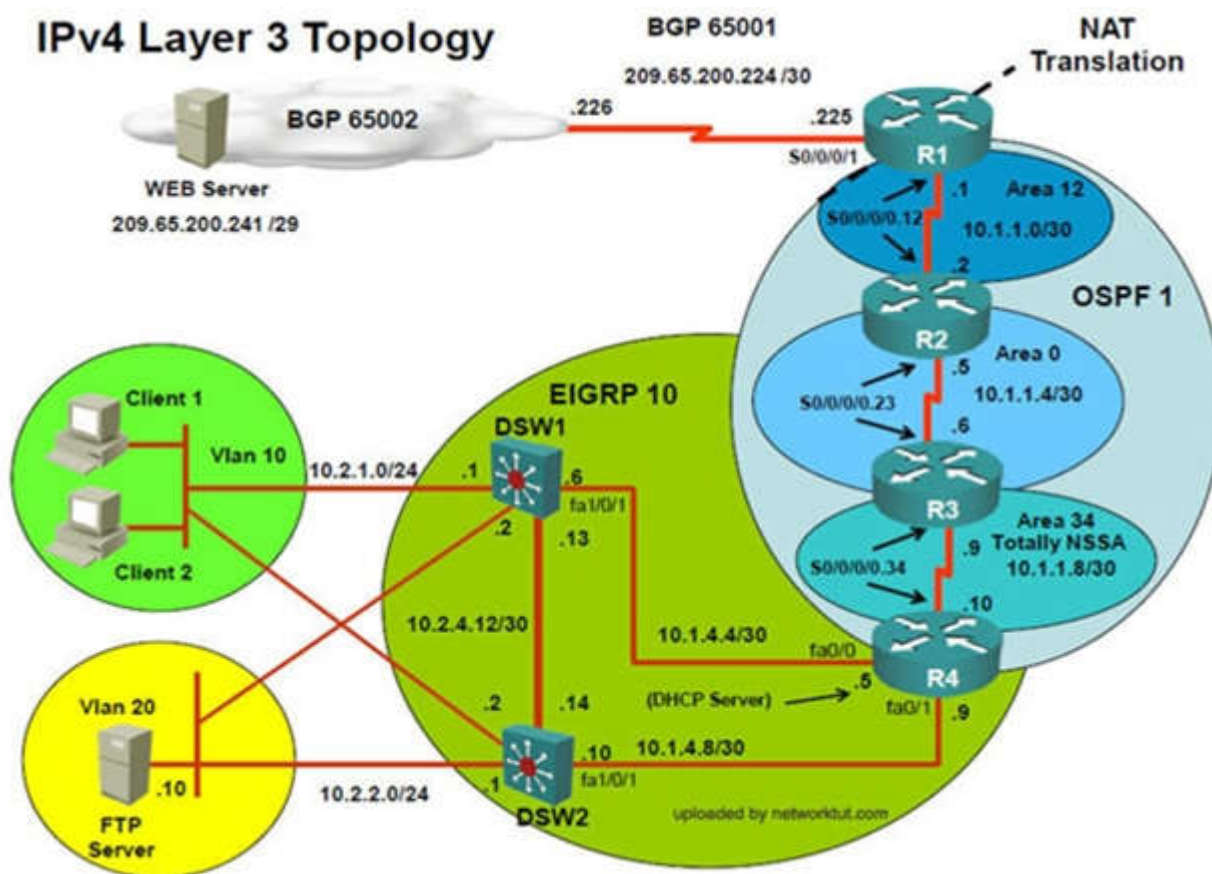 IPv4 Layer 3 Topology
BGP 65001
NAT
Translation
209.65.200.224 /30
.226
BGP 65002
.225
S0/0/0/1
R1
WEB Server
209.65.200.241 /29
.1
Area 12
S0/0/0/0.12
10.1.1.0/30
.2
OSPF 1
R2
Area 0
.5
10.1.1.4/30
S0/0/0/0.23
.6
R3
Area 34
Totally NSSA
10.1.1.8/30
.9
S0/0/0/0.34
.10
R4
EIGRP 10
Client 1
Vlan 10
Client 2
10.2.1.0/24
DSW1
.1
.6
fa1/0/1
.2
.13
10.2.4.12/30
10.1.4.4/30
fa0/0
.5
(DHCP Server)
fa0/1
.9
.2
.14
Vlan 20
.10
FTP
Server
10.2.2.0/24
.1
.10
10.1.4.8/30
fa1/0/1
DSW2
uploaded by networktut.com